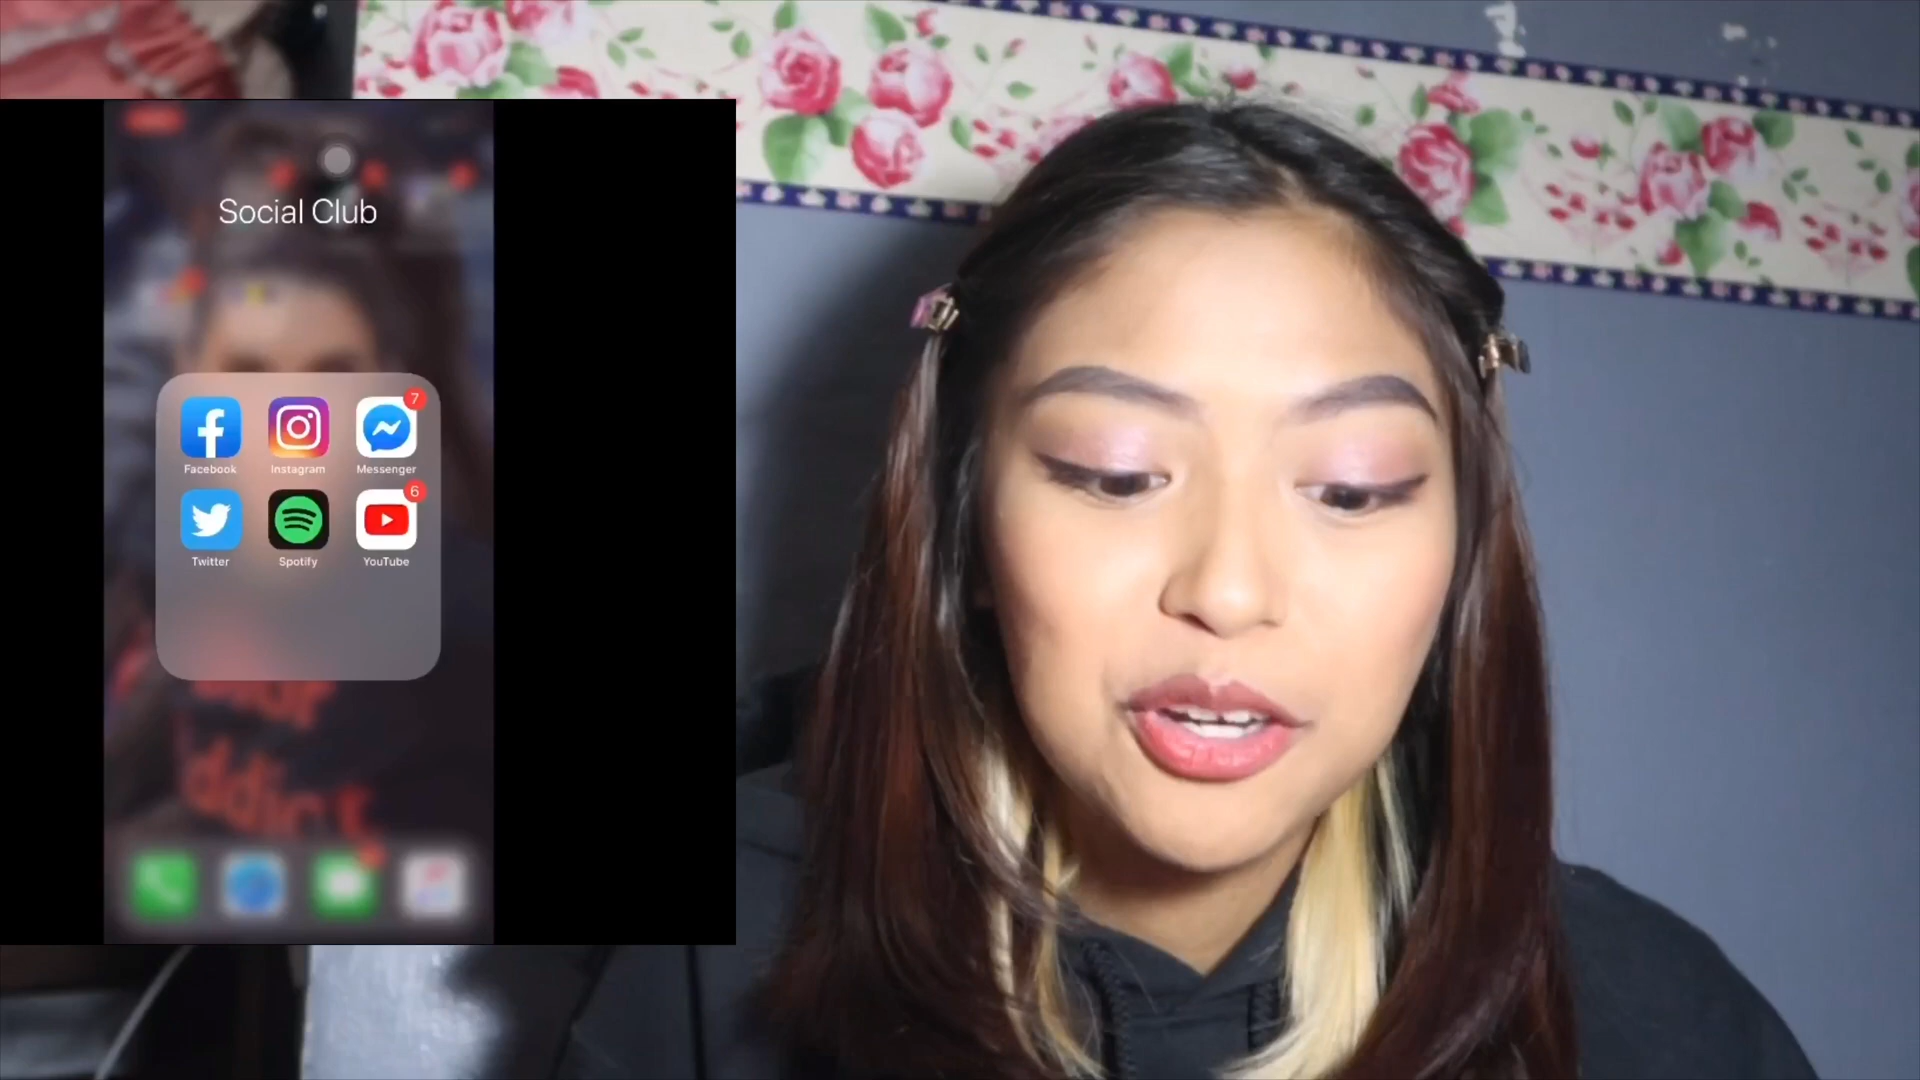 Social Club
7
Facebook Instagram Messenger
6
Twitter Spotify YouTube